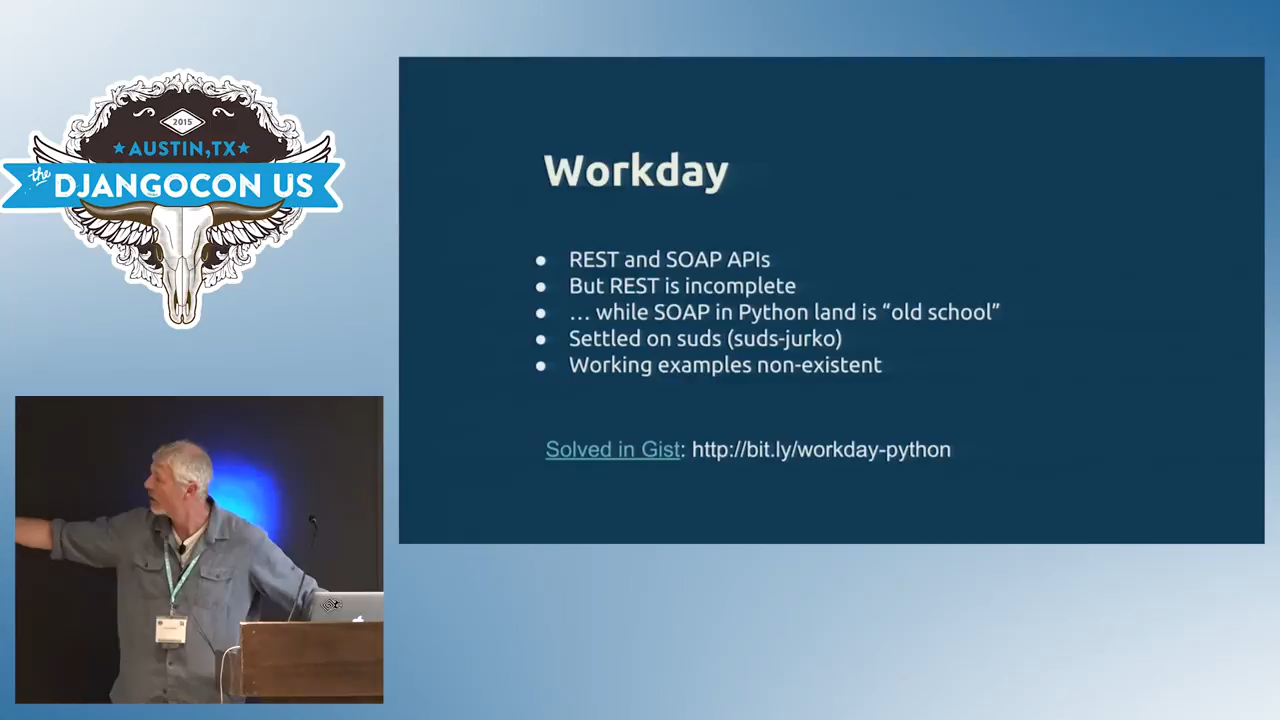 2015
AUSTIN, TX
the
DJANGOCON US
Workday
● REST and SOAP APIs
● But REST is incomplete
● … while SOAP in Python land is “old school”
● Settled on suds (suds-jurko)
● Working examples non-existent
Solved in Gist: http://bit.ly/workday-python